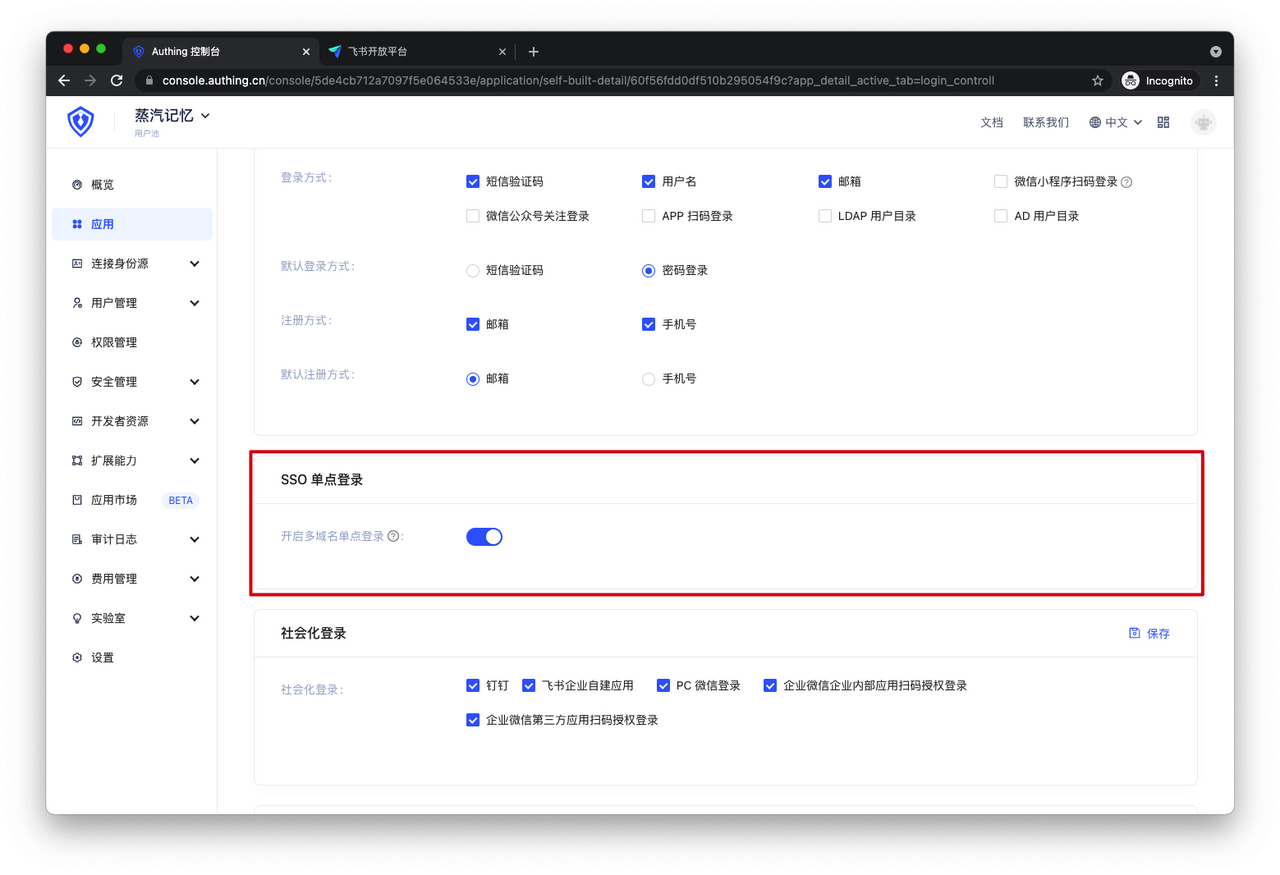 Authing 控制台
飞书开放平台
console.authing.cn/console/5de4cb712a7097f5e064533e/application/self-built-detail/60f56fdd0df510b295054f9c?app_detail_active_tab=login_controll
Incognito
蒸汽记忆
用户池
文档 联系我们 中文
概览
应用
连接身份源
用户管理
权限管理
安全管理
开发者资源
扩展能力
应用市场 BETA
审计日志
费用管理
实验室
设置
登录方式: 短信验证码 用户名 邮箱 微信小程序扫码登录
微信公众号关注登录 APP 扫码登录 LDAP 用户目录 AD 用户目录
默认登录方式: 短信验证码 密码登录
注册方式: 邮箱 手机号
默认注册方式: 邮箱 手机号
SSO 单点登录
开启多域名单点登录 :
社会化登录 保存
社会化登录: 钉钉 飞书企业自建应用 PC 微信登录 企业微信企业内部应用扫码授权登录
企业微信第三方应用扫码授权登录